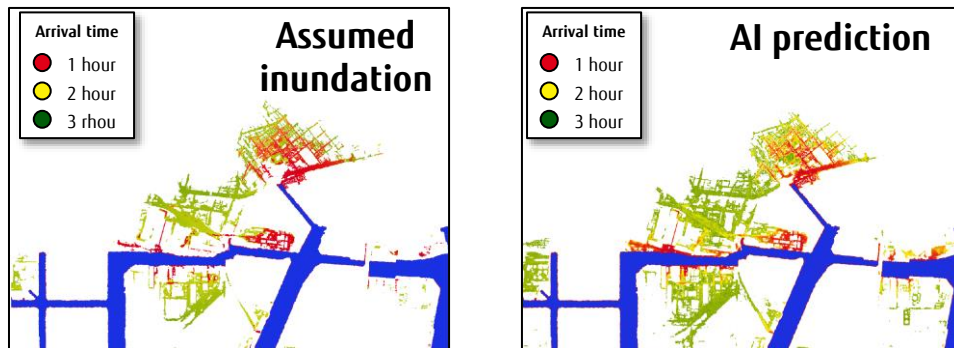 Arrival time
1 hour
2 hour
3 rhou
Assumed
inundation
Arrival time
1 hour
2 hour
3 hour
AI prediction